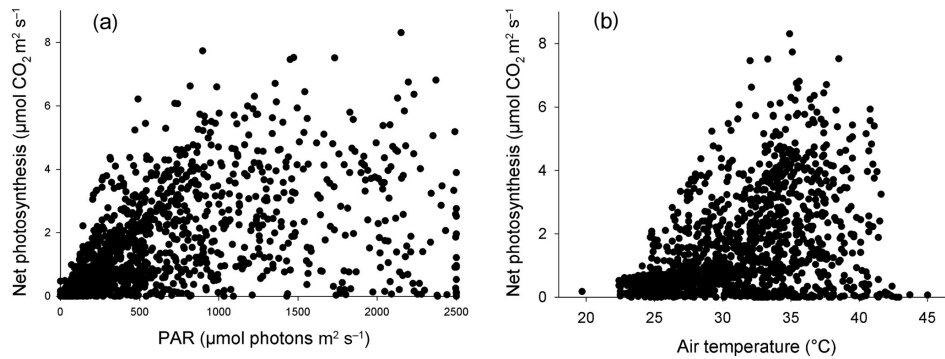 (a)
Net photosynthesis (μmol CO₂ m² s⁻¹)
8
6
4
2
0
0 500 1000 1500 2000 2500
PAR (μmol photons m² s⁻¹)
(b)
Net photosynthesis (μmol CO₂ m² s⁻¹)
8
6
4
2
0
20 25 30 35 40 45
Air temperature (°C)